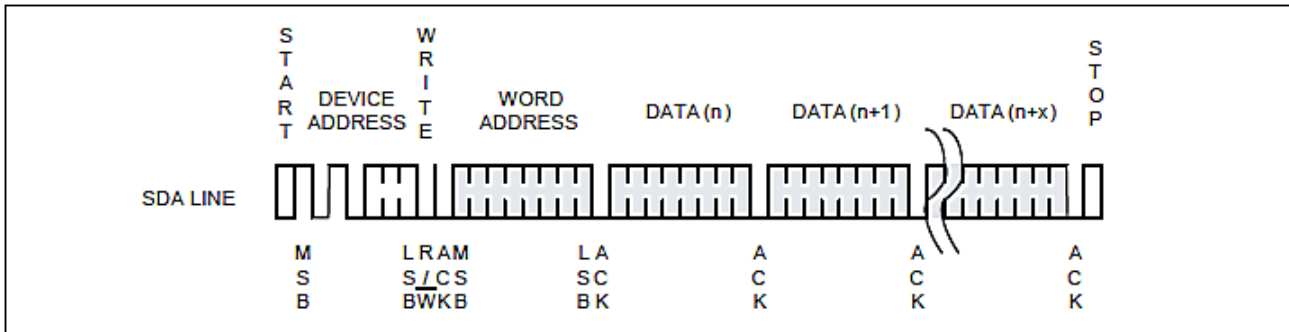 START
WRITE
STOP
DEVICE
ADDRESS
WORD
ADDRESS
DATA (n)
DATA (n+1)
DATA (n+x)
SDA LINE
MSB
LSB
R/W
ACK
MSB
LSB
ACK
ACK
ACK
ACK